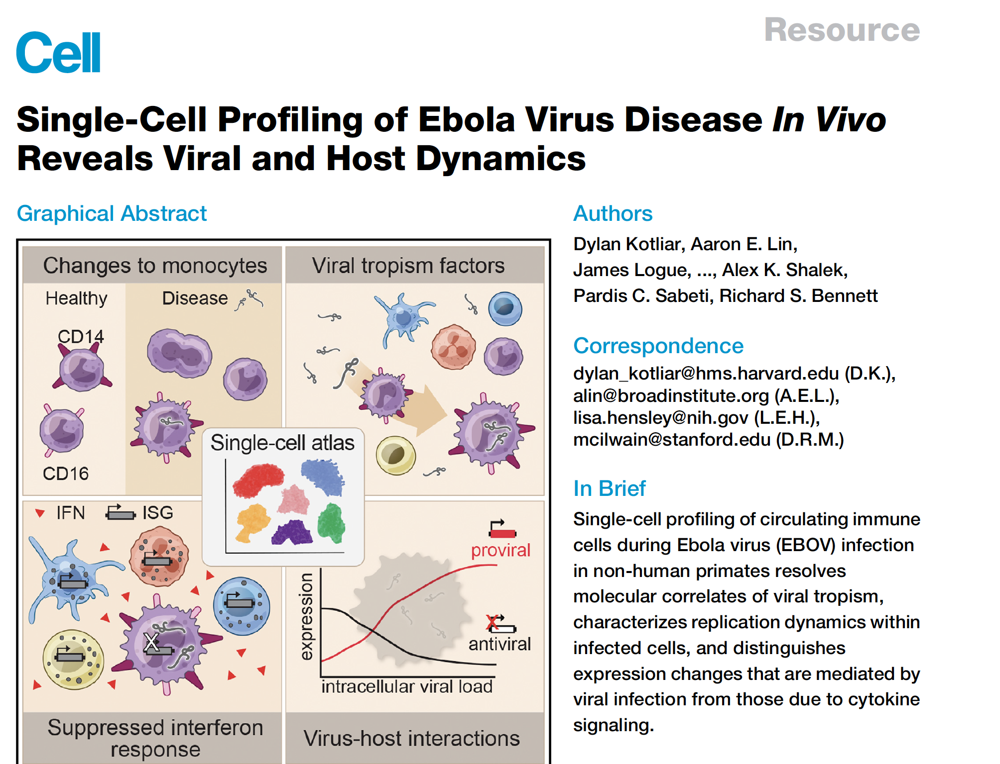 Resource
Cell
Single-Cell Profiling of Ebola Virus Disease In Vivo
Reveals Viral and Host Dynamics
Graphical Abstract
Changes to monocytes
Healthy
Disease
CD14
CD16
Viral tropism factors
Single-cell atlas
IFN
ISG
X
Suppressed interferon
response
proviral
X
antiviral
expression
intracellular viral load
Virus-host interactions
Authors
Dylan Kotliar, Aaron E. Lin,
James Logue, ..., Alex K. Shalek,
Pardis C. Sabeti, Richard S. Bennett
Correspondence
dylan_kotliar@hms.harvard.edu (D.K.),
alin@broadinstitute.org (A.E.L.),
lisa.hensley@nih.gov (L.E.H.),
mcilwain@stanford.edu (D.R.M.)
In Brief
Single-cell profiling of circulating immune
cells during Ebola virus (EBOV) infection
in non-human primates resolves
molecular correlates of viral tropism,
characterizes replication dynamics within
infected cells, and distinguishes
expression changes that are mediated by
viral infection from those due to cytokine
signaling.